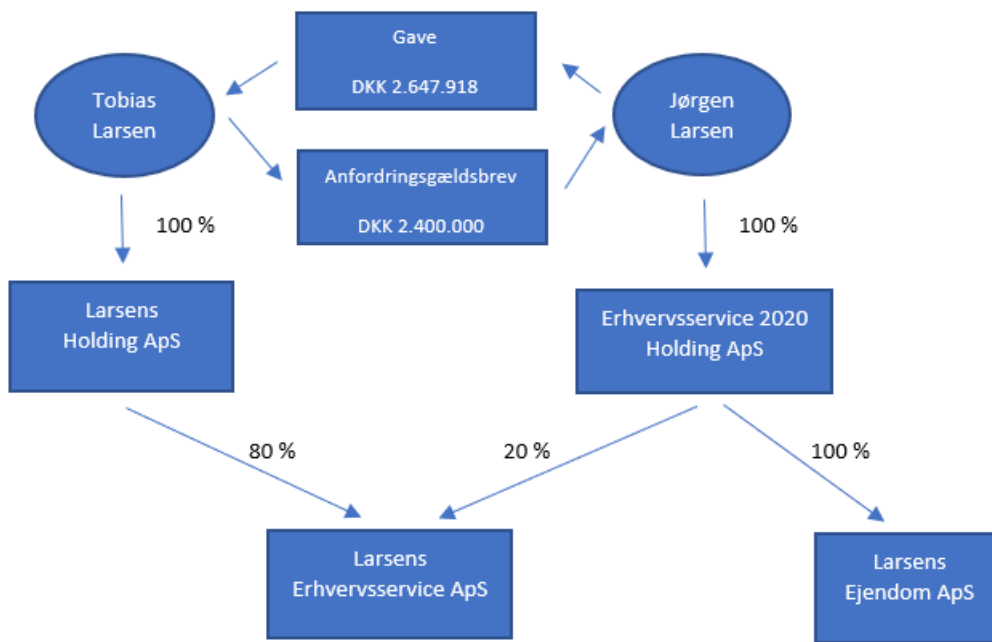 Gave
DKK 2.647.918
Tobias
Larsen
Jørgen
Larsen
Anfordringsgældsbrev
DKK 2.400.000
100 %
100 %
Larsens
Holding ApS
Erhvervsservice 2020
Holding ApS
80 %
20 %
100 %
Larsens
Erhvervsservice ApS
Larsens
Ejendom ApS